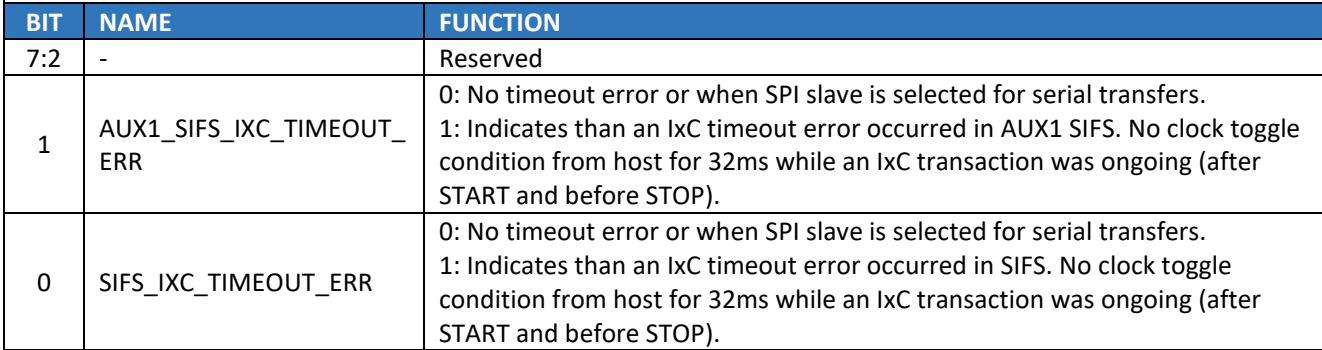 BIT NAME FUNCTION
7:2 - Reserved
1 AUX1_SIFS_IXC_TIMEOUT_
ERR
0: No timeout error or when SPI slave is selected for serial transfers.
1: Indicates than an IxC timeout error occurred in AUX1 SIFS. No clock toggle
condition from host for 32ms while an IxC transaction was ongoing (after
START and before STOP).
0 SIFS_IXC_TIMEOUT_ERR
0: No timeout error or when SPI slave is selected for serial transfers.
1: Indicates than an IxC timeout error occurred in SIFS. No clock toggle
condition from host for 32ms while an IxC transaction was ongoing (after
START and before STOP).